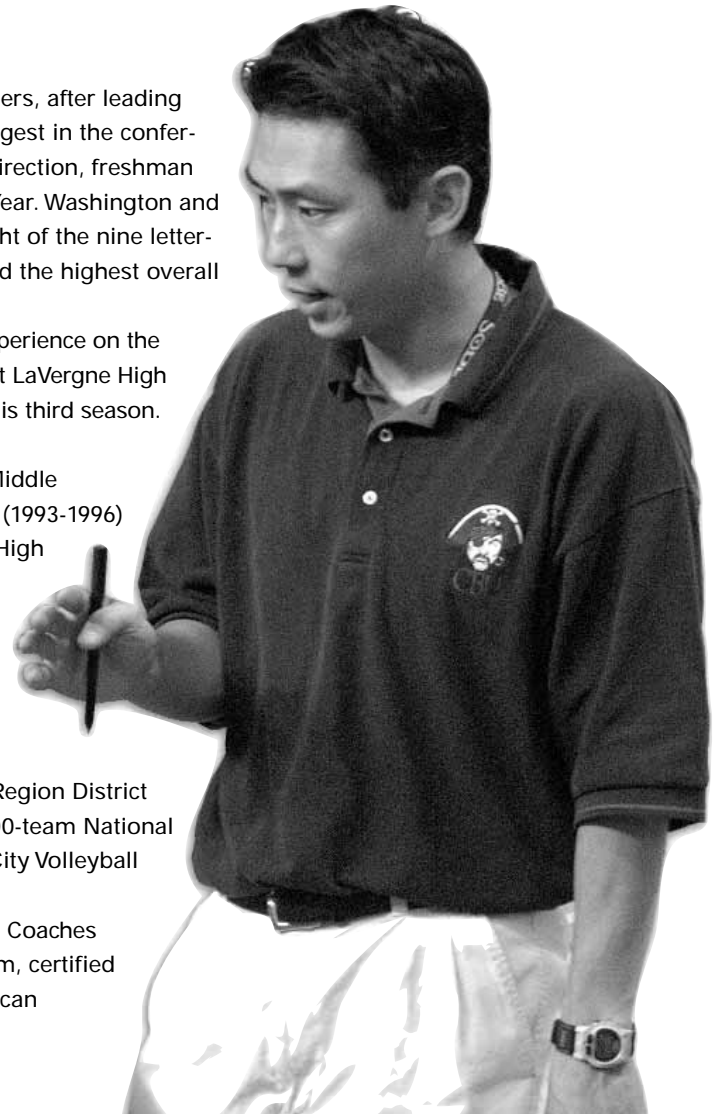 ers, after leading
gest in the confer-
irection, freshman
Year. Washington and
ht of the nine letter-
d the highest overall
perience on the
t LaVergne High
is third season.
Middle
(1993-1996)
High
Region District
00-team National
City Volleyball
Coaches
m, certified
can
CBU